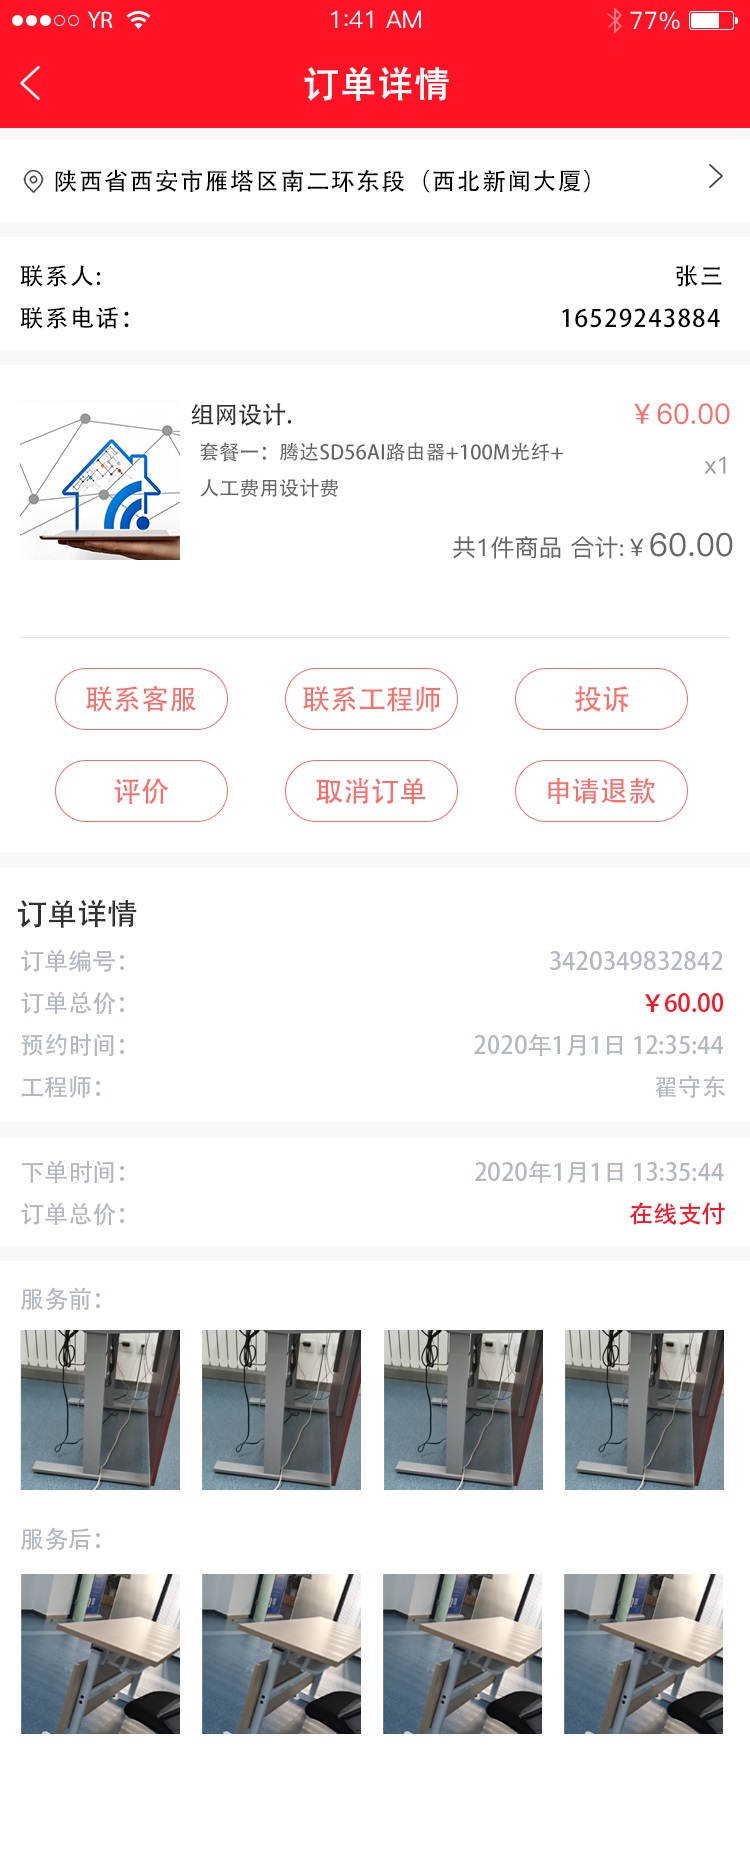 YR
1:41 AM
77%
订单详情
陕西省西安市雁塔区南二环东段（西北新闻大厦）
联系人:
张三
联系电话：
16529243884
组网设计.
￥60.00
套餐一：腾达SD56AI路由器+100M光纤+
x1
人工费用设计费
共1件商品 合计:￥60.00
联系客服
联系工程师
投诉
评价
取消订单
申请退款
订单详情
订单编号：
3420349832842
订单总价：
￥60.00
预约时间：
2020年1月1日 12:35:44
工程师：
翟守东
下单时间：
2020年1月1日 13:35:44
订单总价：
在线支付
服务前：
服务后：